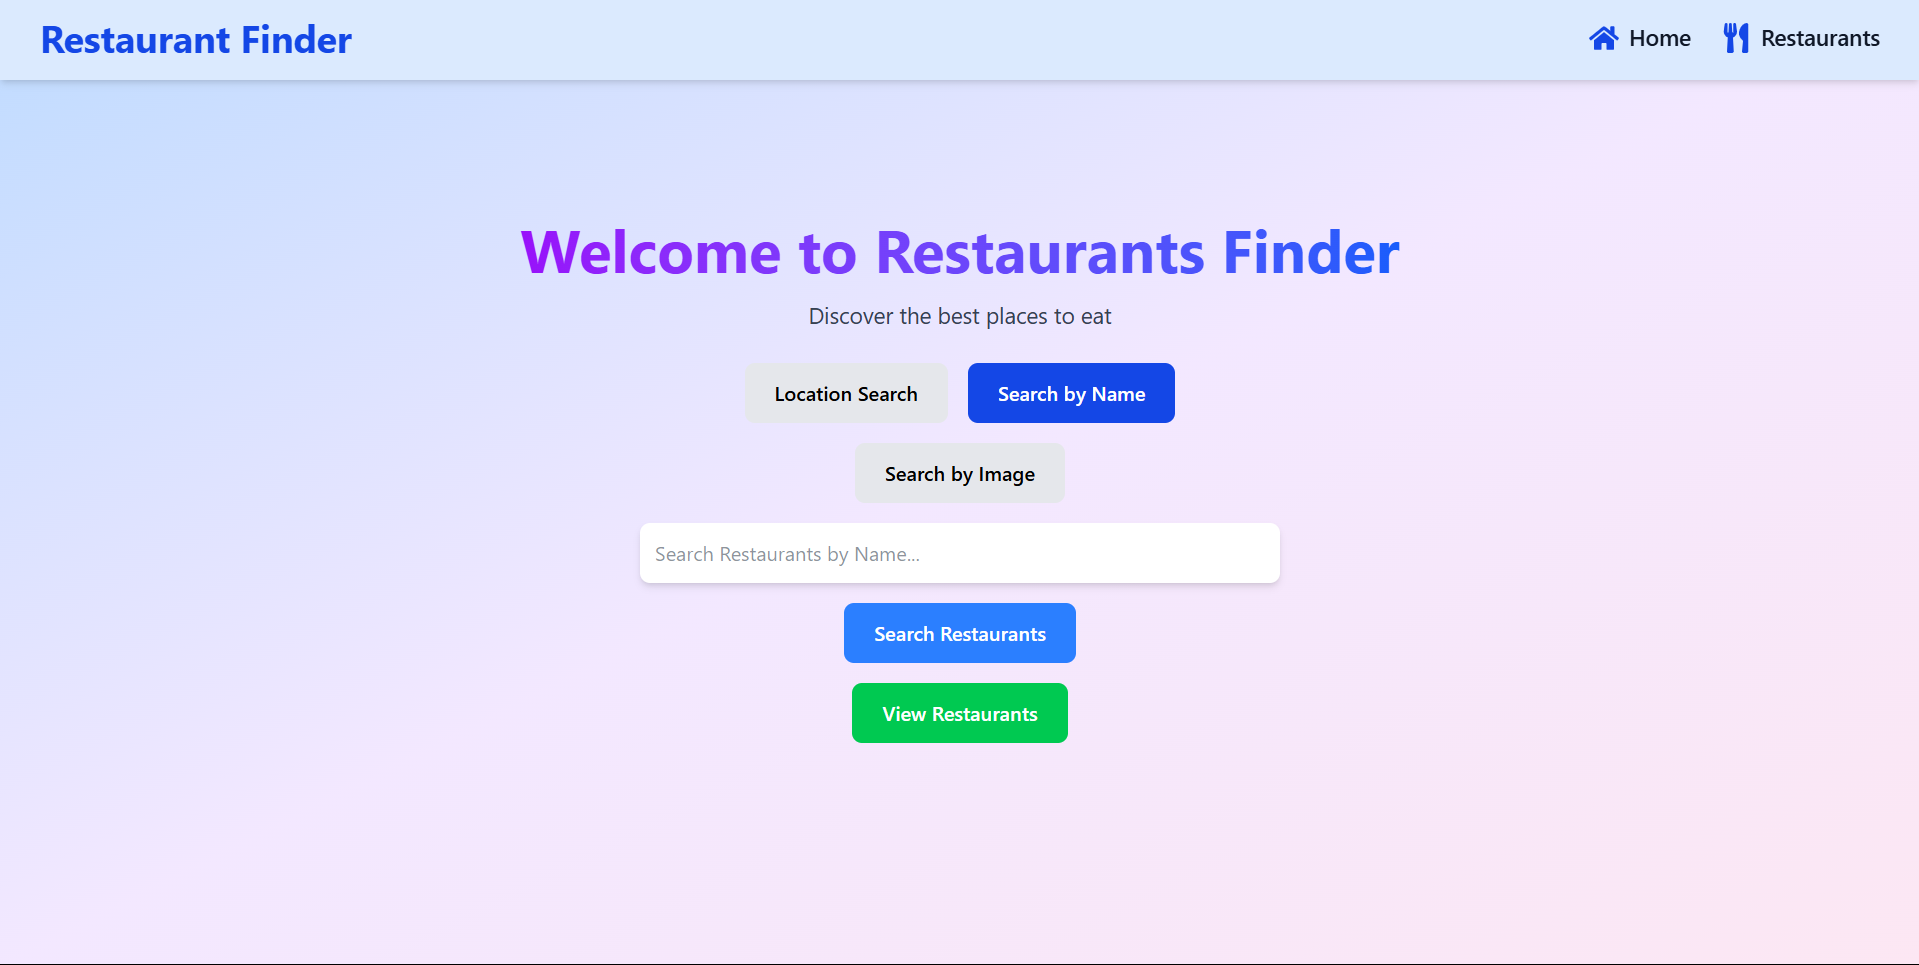 Restaurant Finder
Home
Restaurants
Welcome to Restaurants Finder
Discover the best places to eat
Location Search
Search by Name
Search by Image
Search Restaurants by Name...
Search Restaurants
View Restaurants